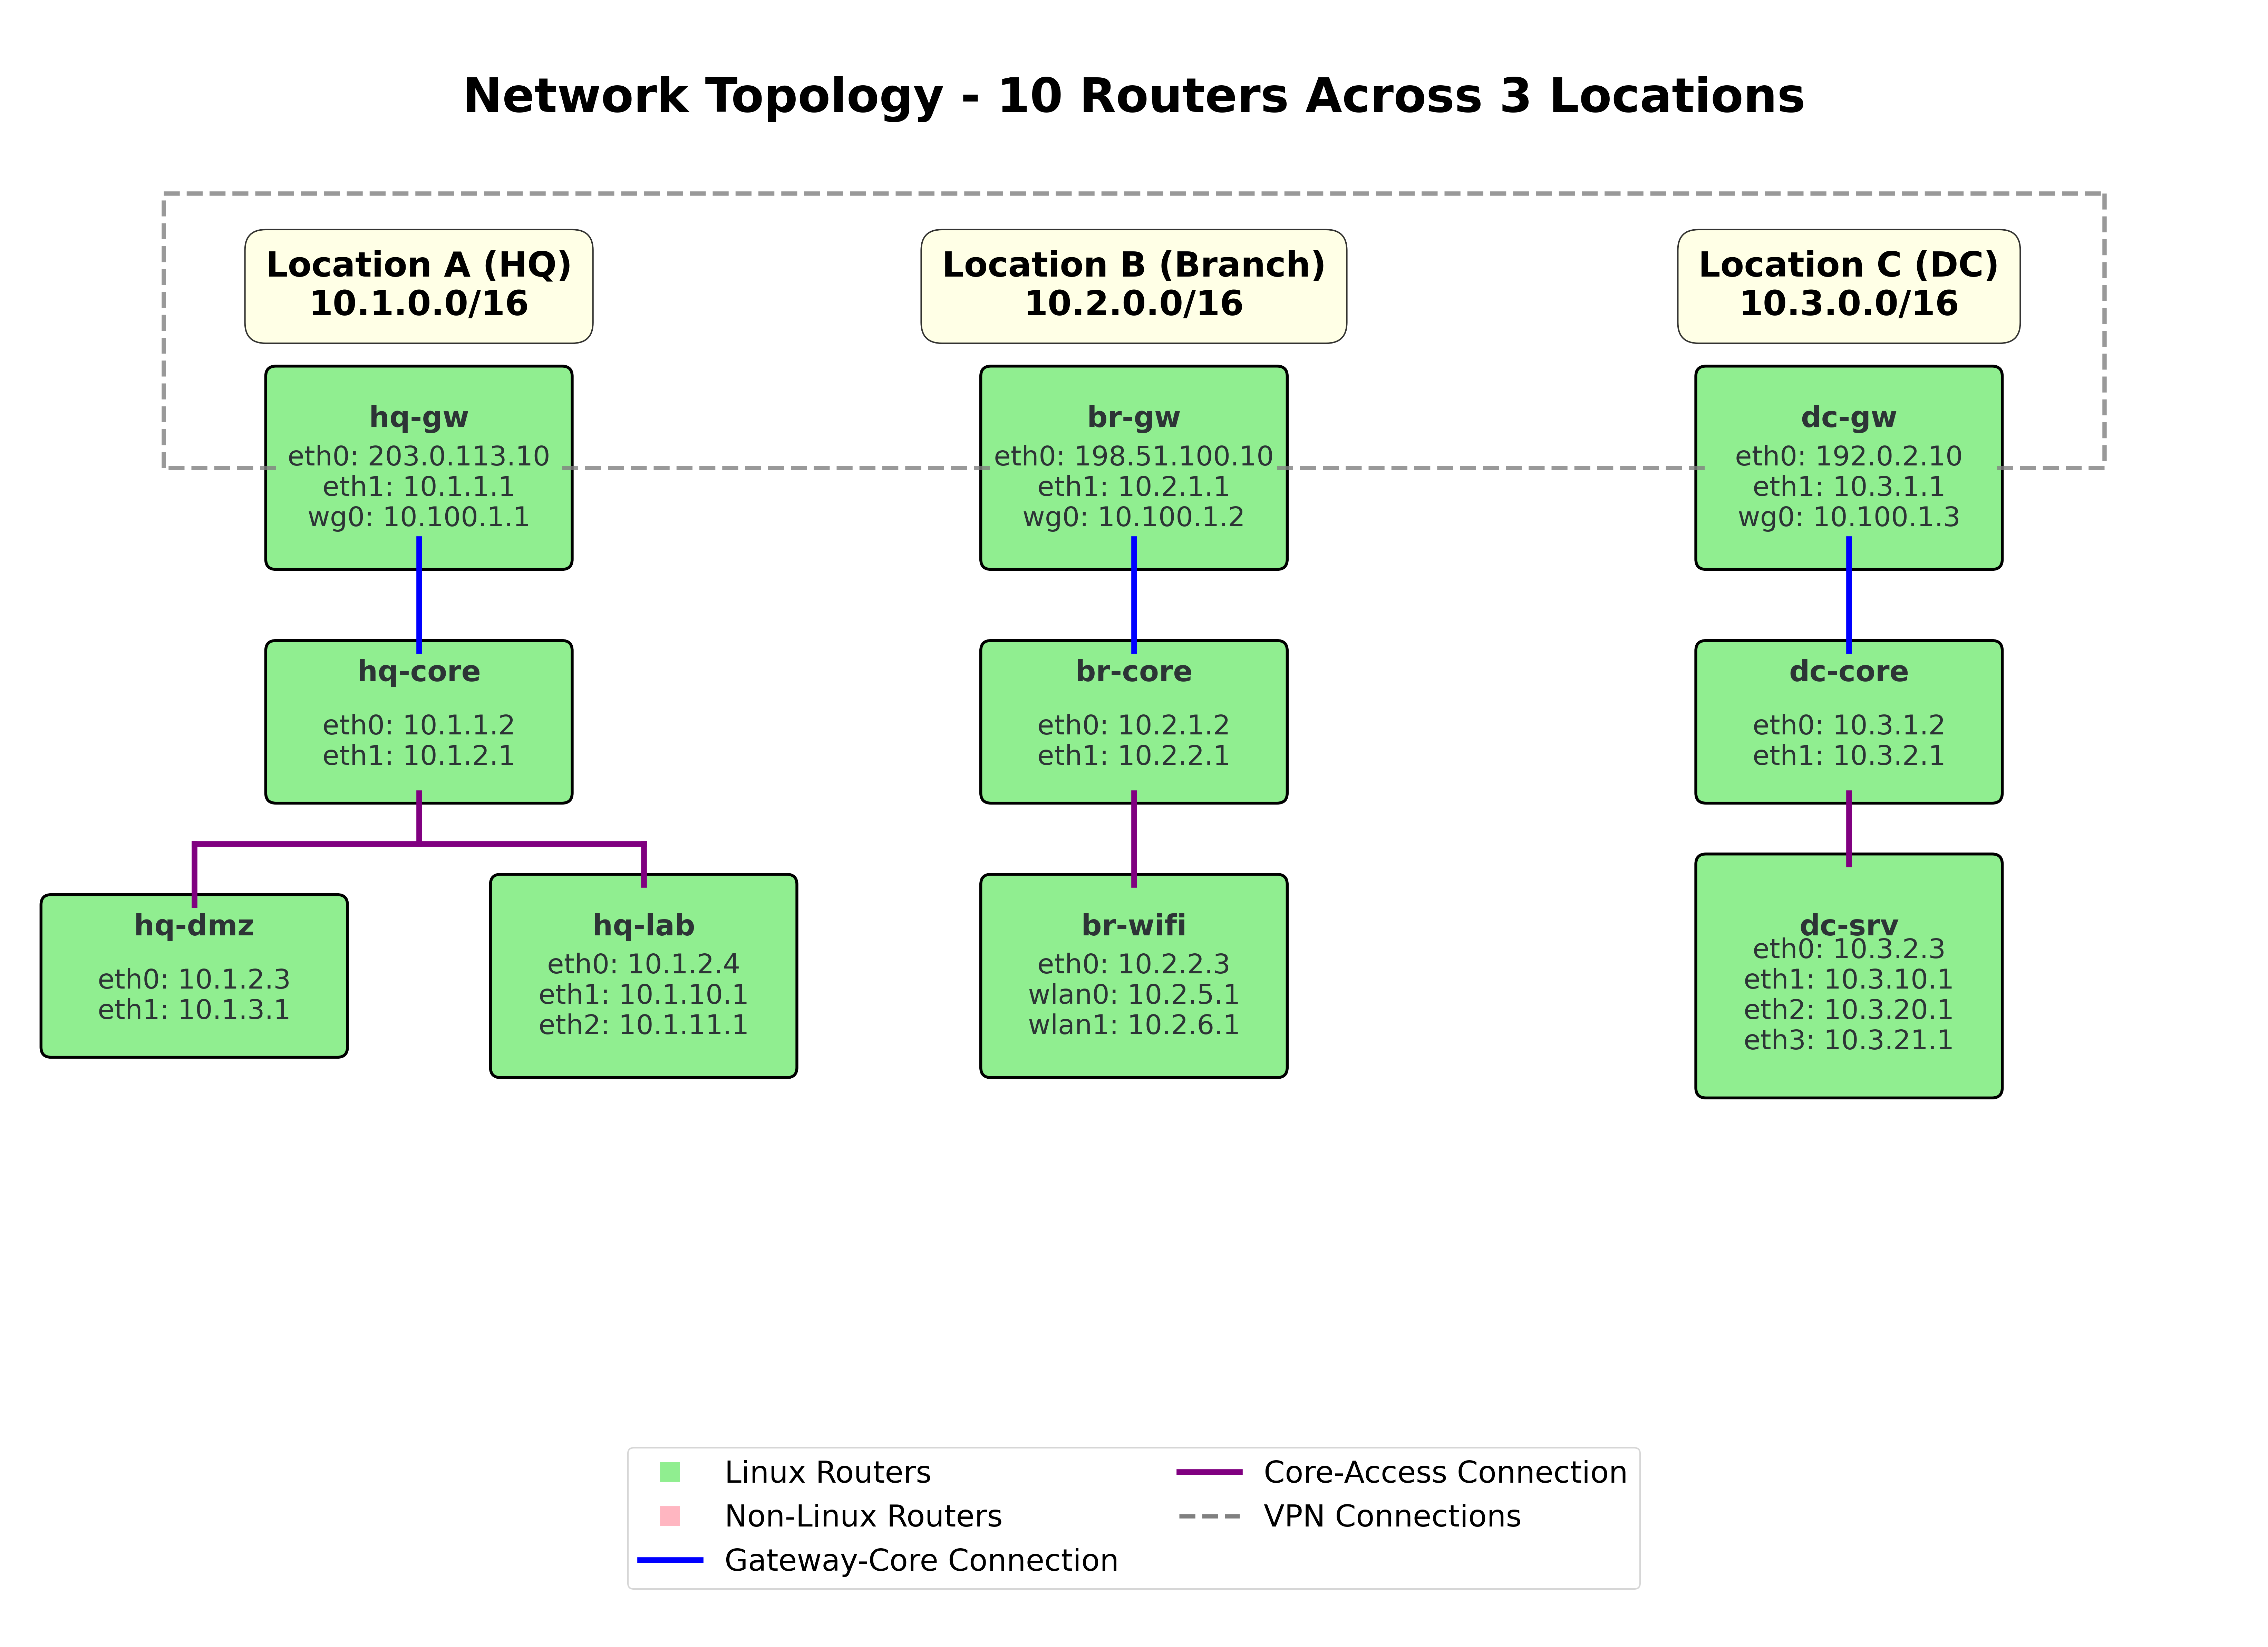 Network Topology - 10 Routers Across 3 Locations
Location A (HQ)
10.1.0.0/16
Location B (Branch)
10.2.0.0/16
Location C (DC)
10.3.0.0/16
hq-gw
eth0: 203.0.113.10
eth1: 10.1.1.1
wg0: 10.100.1.1
br-gw
eth0: 198.51.100.10
eth1: 10.2.1.1
wg0: 10.100.1.2
dc-gw
eth0: 192.0.2.10
eth1: 10.3.1.1
wg0: 10.100.1.3
hq-core
eth0: 10.1.1.2
eth1: 10.1.2.1
br-core
eth0: 10.2.1.2
eth1: 10.2.2.1
dc-core
eth0: 10.3.1.2
eth1: 10.3.2.1
hq-dmz
eth0: 10.1.2.3
eth1: 10.1.3.1
hq-lab
eth0: 10.1.2.4
eth1: 10.1.10.1
eth2: 10.1.11.1
br-wifi
eth0: 10.2.2.3
wlan0: 10.2.5.1
wlan1: 10.2.6.1
dc-srv
eth0: 10.3.2.3
eth1: 10.3.10.1
eth2: 10.3.20.1
eth3: 10.3.21.1
Linux Routers
Non-Linux Routers
Gateway-Core Connection
Core-Access Connection
VPN Connections